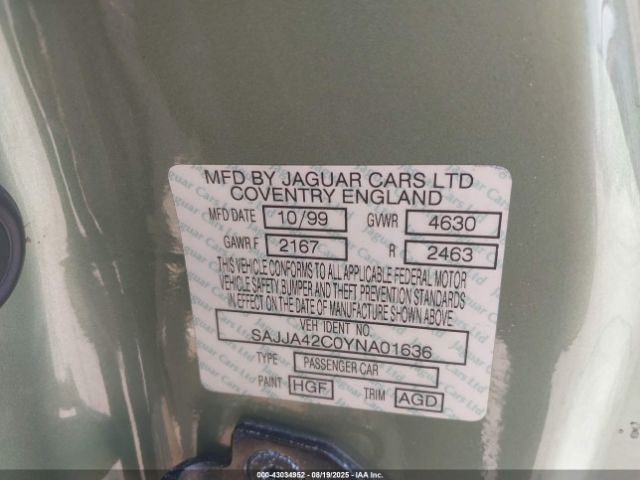 MFD BY JAGUAR CARS LTD
COVENTRY ENGLAND
MFD DATE 10/99 GVWR 4630
GAWR.F 2167 R 2463
THIS VEHICLE CONFORMS TO ALL APPLICABLE FEDERAL MOTOR
VEHICLE SAFETY,BUMPER AND THEFT PREVENTION STANDARDS
IN EFFECT ON THE DATE OF MANUFACTURE SHOWN ABOVE.
VEH IDENT NO.
SAJJA42C0YNA01636
TYPE PASSENGER CAR
PAINT HGF TRIM AGD
000-43034952 - 08/19/2025 - IAAI